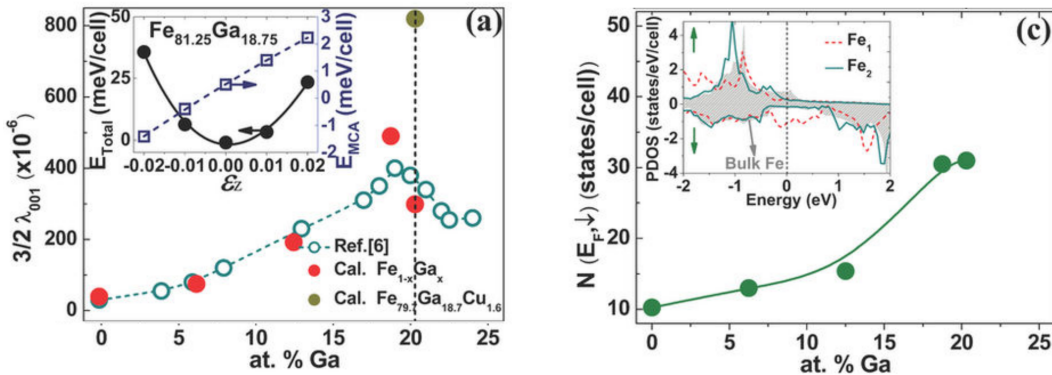 (a)
3/2 λ001 (x10-6)
800
600
400
200
0
0
5
10
15
20
25
at. % Ga
Ref.[6]
Cal. Fe1-xGax
Cal. Fe79.7Ga18.7Cu1.6
Fe81.25Ga18.75
ETotal (meV/cell)
50
25
0
EMCA (meV/cell)
3
2
1
0
-1
-2
-0.02
-0.01
0.00
0.01
0.02
εZ
(c)
N (EF,↓) (states/cell))
50
40
30
20
10
0
5
10
15
20
25
at. % Ga
PDOS (states/eV/cell)
4
2
0
2
4
Fe1
Fe2
Bulk Fe
-2
-1
0
1
2
Energy (eV)